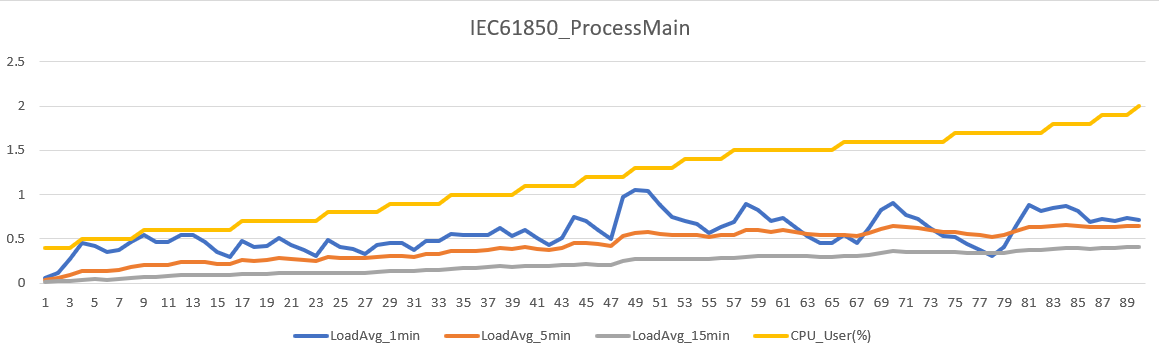 IEC61850_ProcessMain
2.5
2
1.5
1
0.5
0
1 3 5 7 9 11 13 15 17 19 21 23 25 27 29 31 33 35 37 39 41 43 45 47 49 51 53 55 57 59 61 63 65 67 69 71 73 75 77 79 81 83 85 87 89
LoadAvg_1min LoadAvg_5min LoadAvg_15min CPU_User(%)